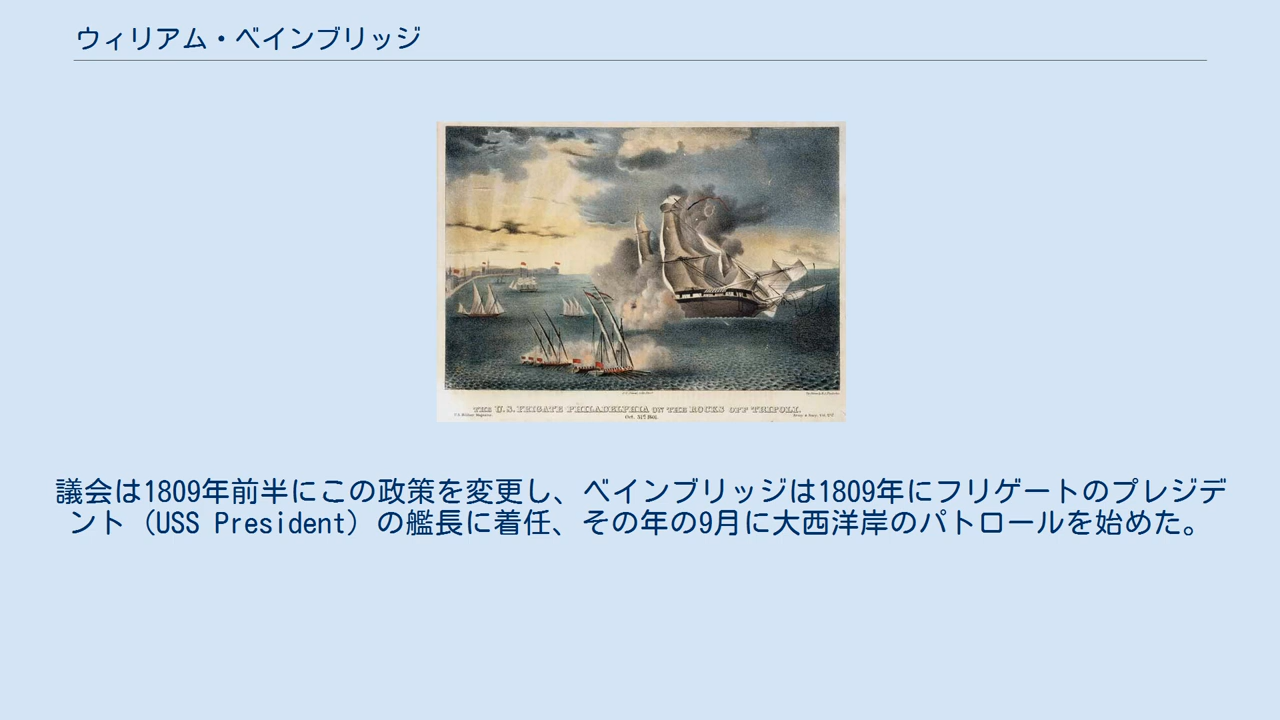 ウィリアム・ベインブリッジ
THE U.S. FRIGATE PHILADELPHIA ON THE ROCKS OFF TRIPOLI.
議会は1809年前半にこの政策を変更し、ベインブリッジは1809年にフリゲートのプレジデ
ント（USS President）の艦長に着任、その年の9月に大西洋岸のパトロールを始めた。